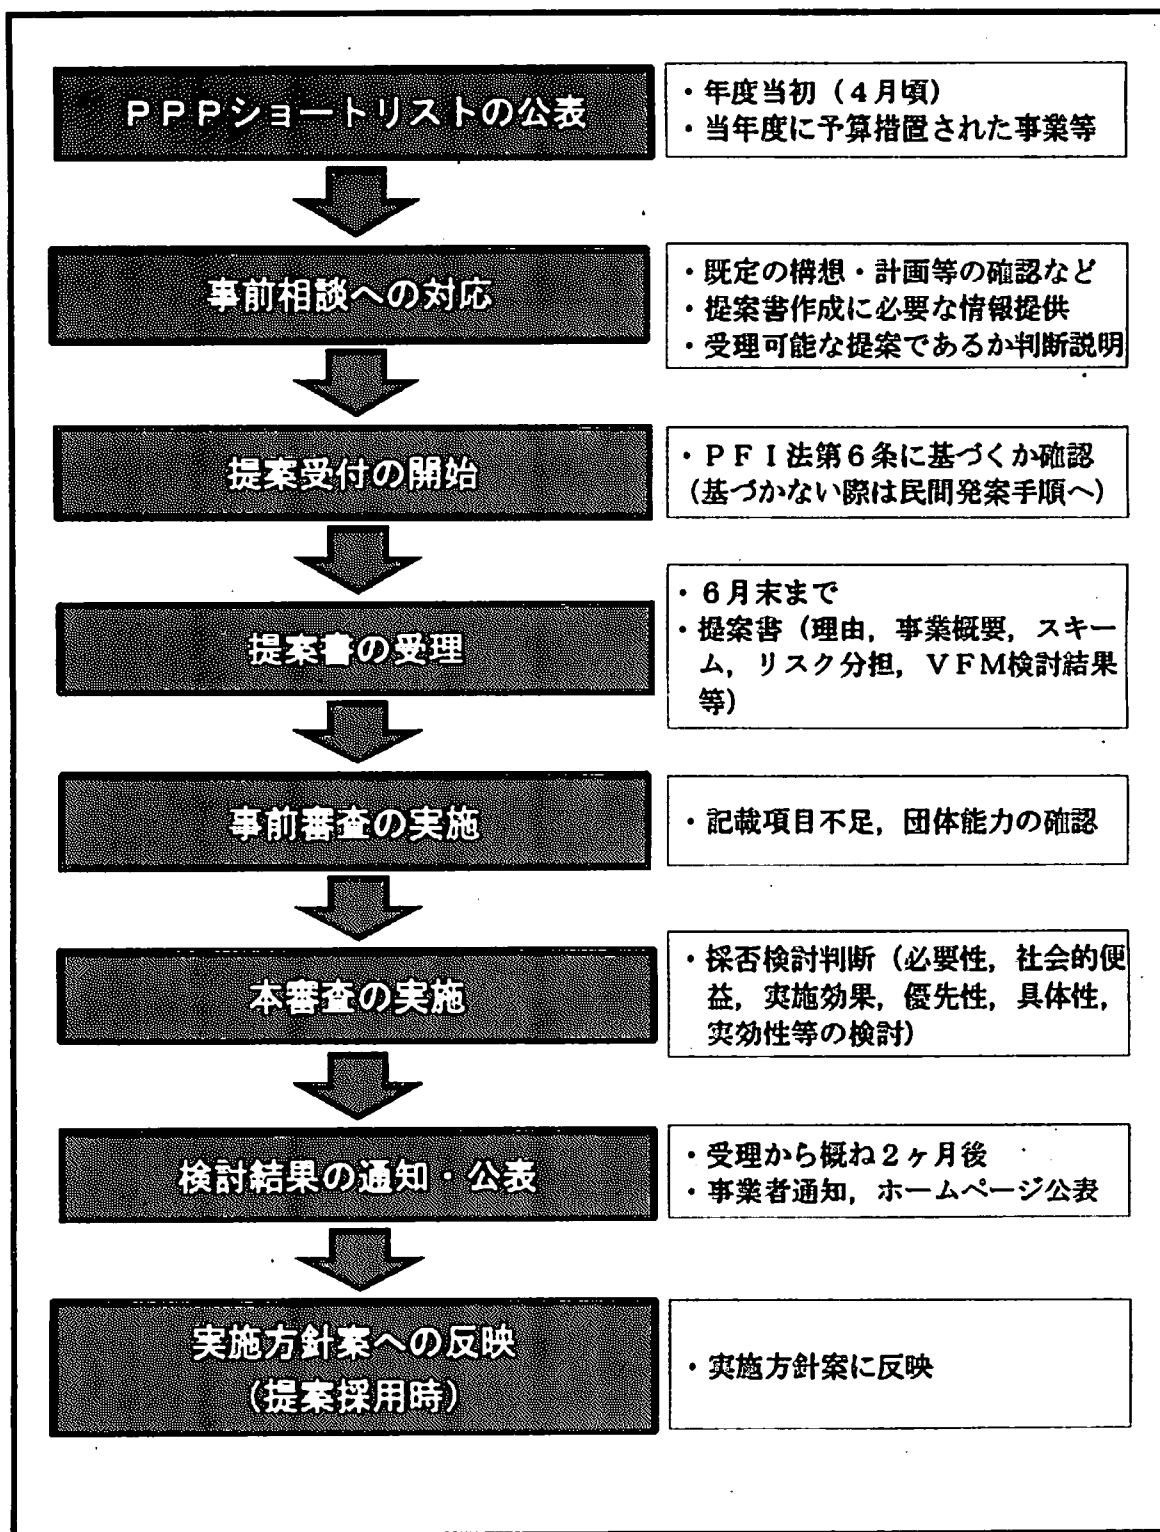 PPPショートリストの公表
・年度当初（4月頃）
・当年度に予算措置された事業等
事前相談への対応
・既定の構想・計画等の確認など
・提案書作成に必要な情報提供
・受理可能な提案であるか判断説明
提案受付の開始
・PFI法第6条に基づくか確認
（基づかない際は民間発案手順へ）
提案書の受理
・6月末まで
・提案書（理由，事業概要，スキー
ム，リスク分担，VFM検討結果
等）
事前審査の実施
・記載項目不足，団体能力の確認
本審査の実施
・採否検討判断（必要性，社会的便
益，実施効果，優先性，具体性，
実効性等の検討）
検討結果の通知・公表
・受理から概ね2ヶ月後
・事業者通知，ホームページ公表
実施方針案への反映
（提案採用時）
・実施方針案に反映